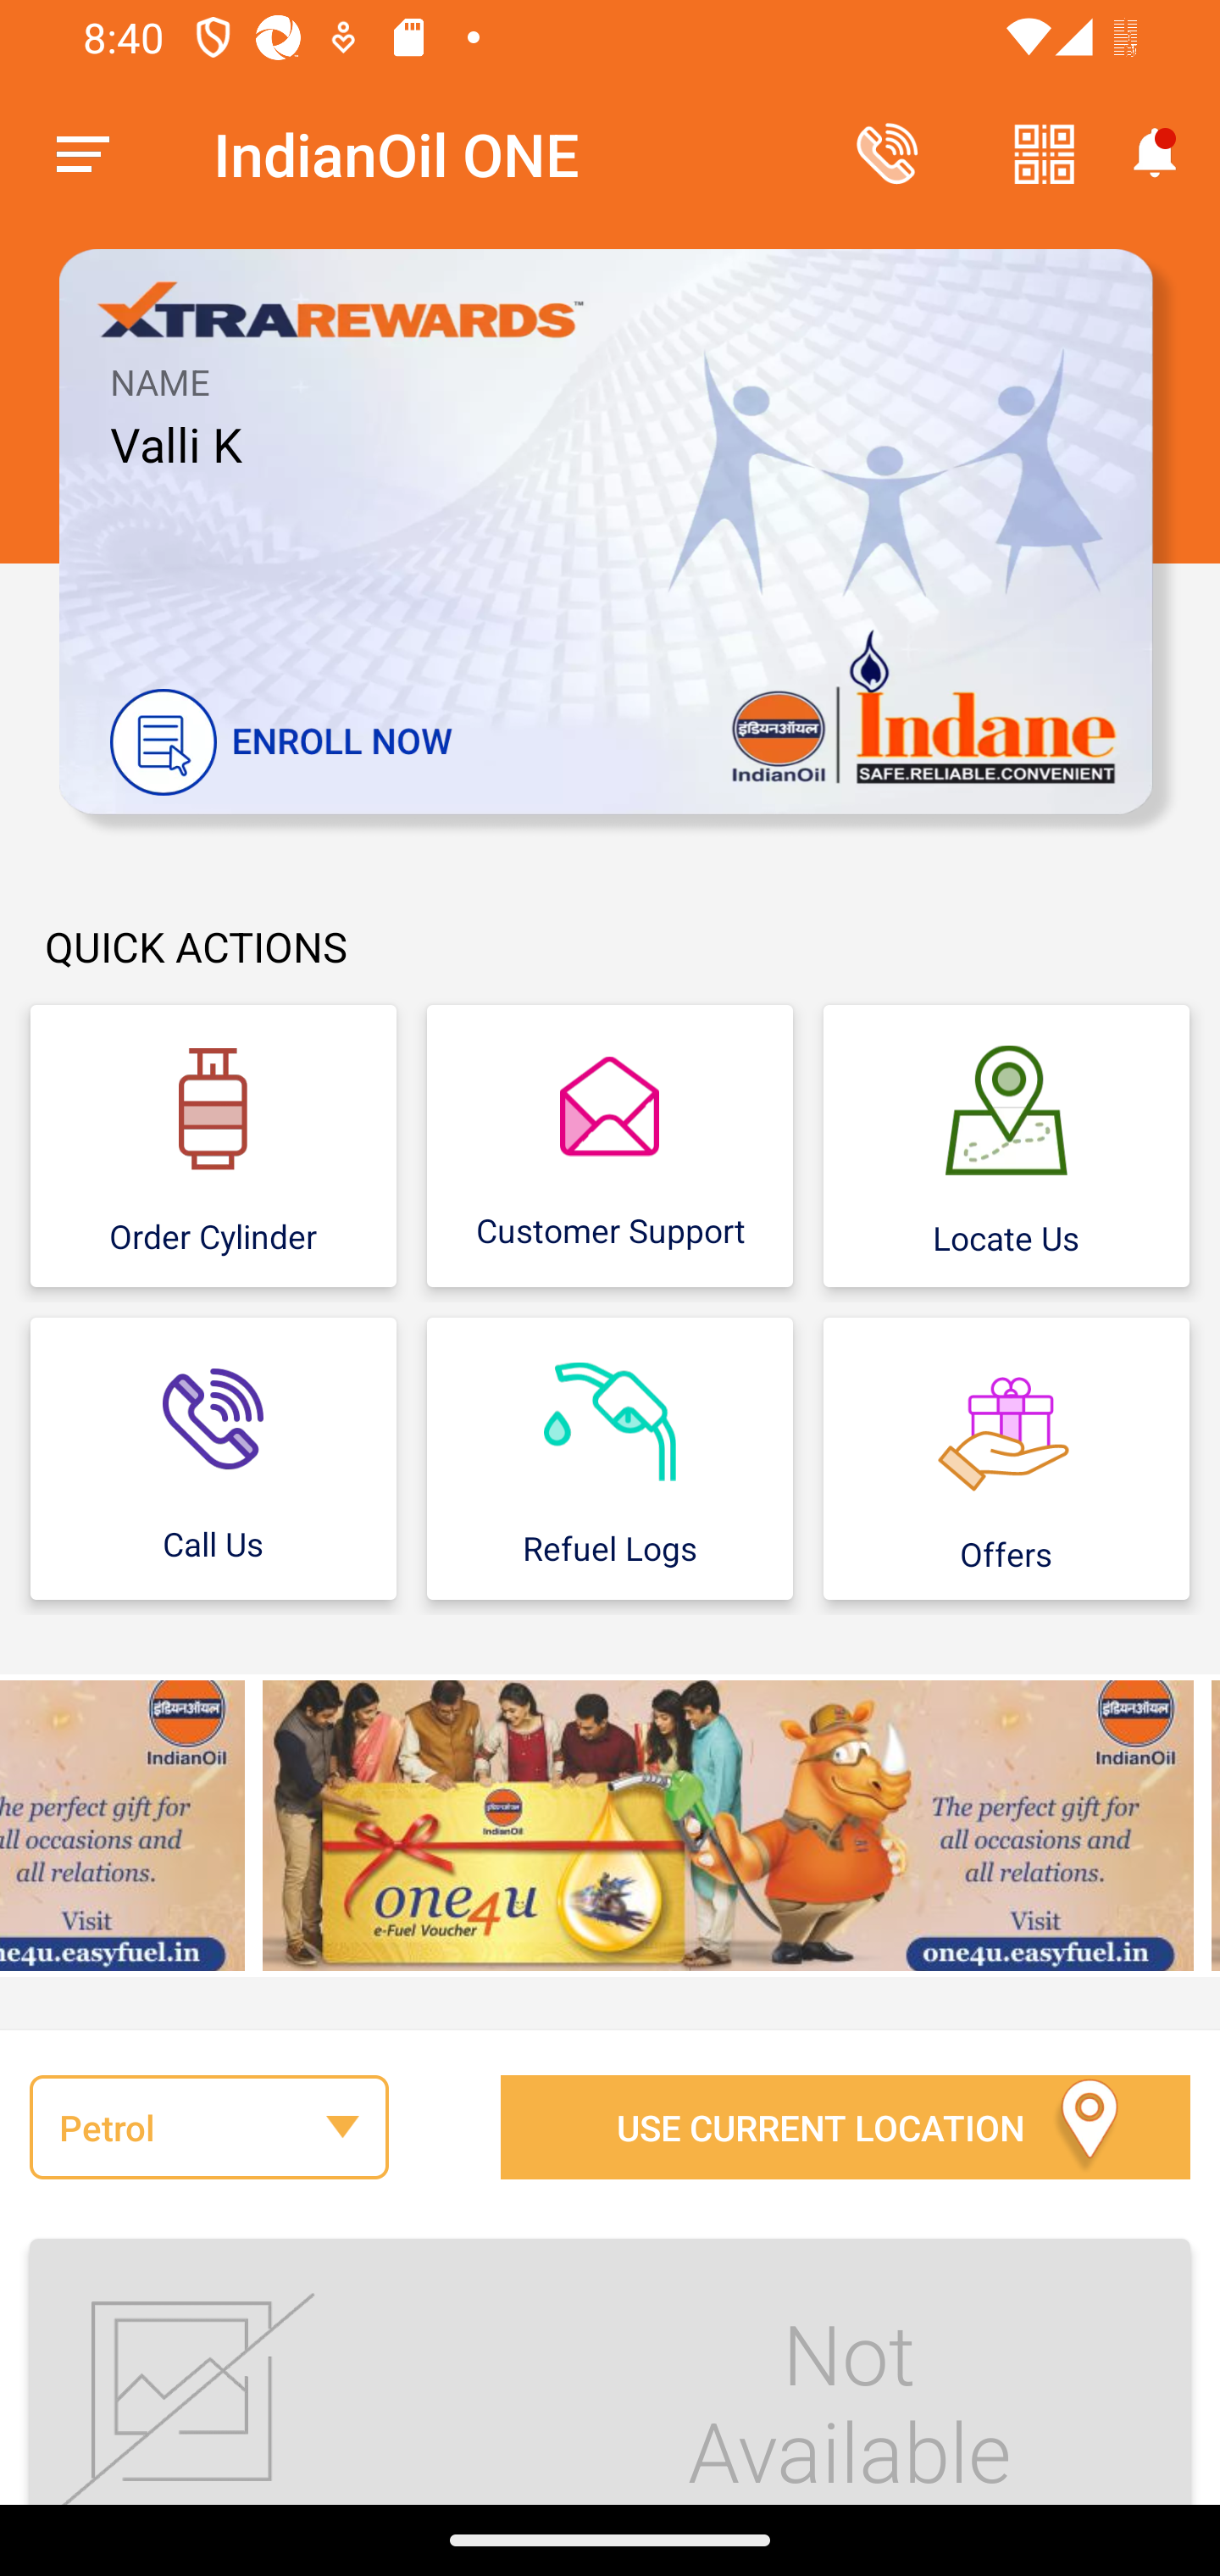 8:40
IndianOil ONE
XTRAREWARDS™
NAME
Valli K
ENROLL NOW
इंडियनऑयल
IndianOil
Indane
SAFE.RELIABLE.CONVENIENT
QUICK ACTIONS
Order Cylinder
Customer Support
Locate Us
Call Us
Refuel Logs
Offers
इंडियनऑयल
IndianOil
he perfect gift for
all occasions and
all relations.
Visit
ne4u.easyfuel.in
IndianOil
one4u
e-Fuel Voucher
इंडियनऑयल
IndianOil
The perfect gift for
all occasions and
all relations.
Visit
one4u.easyfuel.in
Petrol
USE CURRENT LOCATION
Not
Available